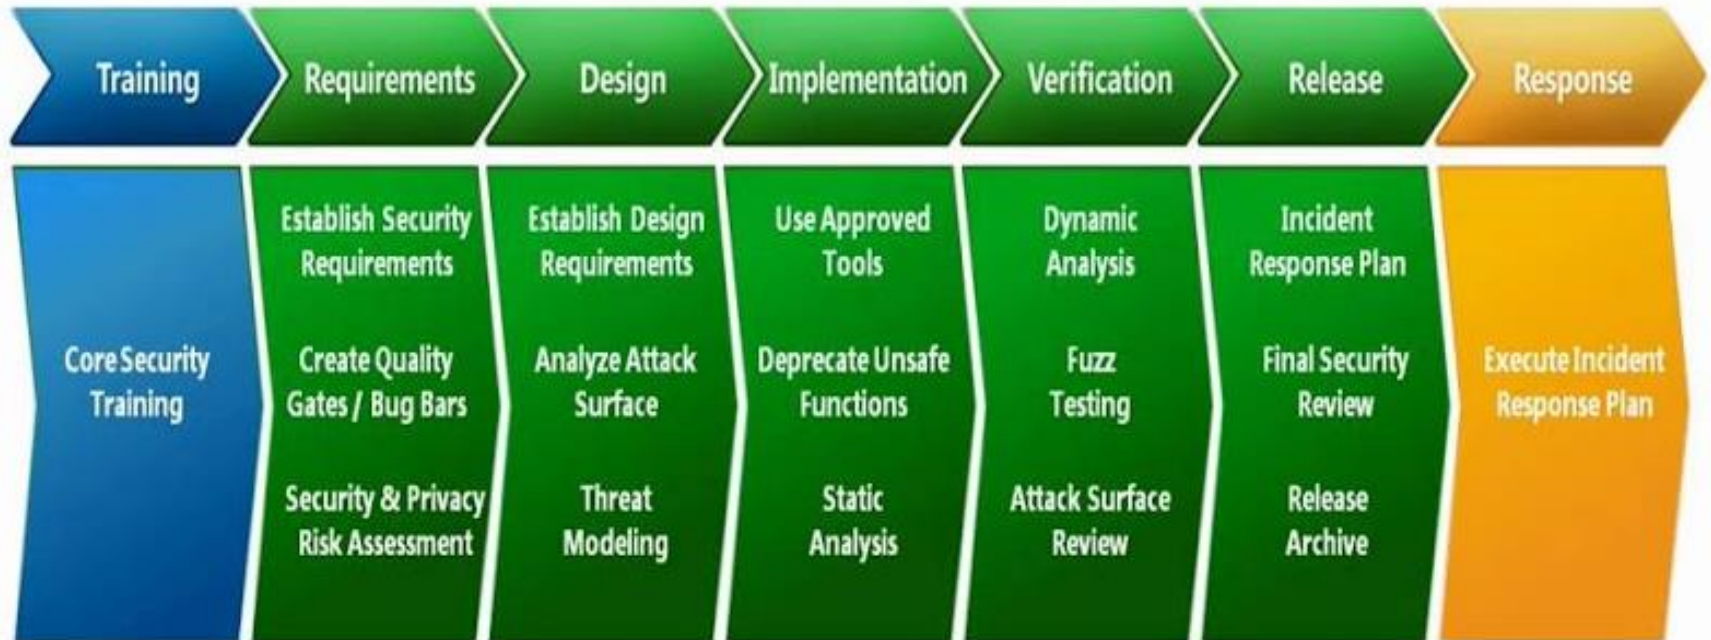 Training
Requirements
Design
Implementation
Verification
Release
Response
Core Security
Training
Establish Security
Requirements
Create Quality
Gates / Bug Bars
Security & Privacy
Risk Assessment
Establish Design
Requirements
Analyze Attack
Surface
Threat
Modeling
Use Approved
Tools
Deprecate Unsafe
Functions
Static
Analysis
Dynamic
Analysis
Fuzz
Testing
Attack Surface
Review
Incident
Response Plan
Final Security
Review
Release
Archive
Execute Incident
Response Plan